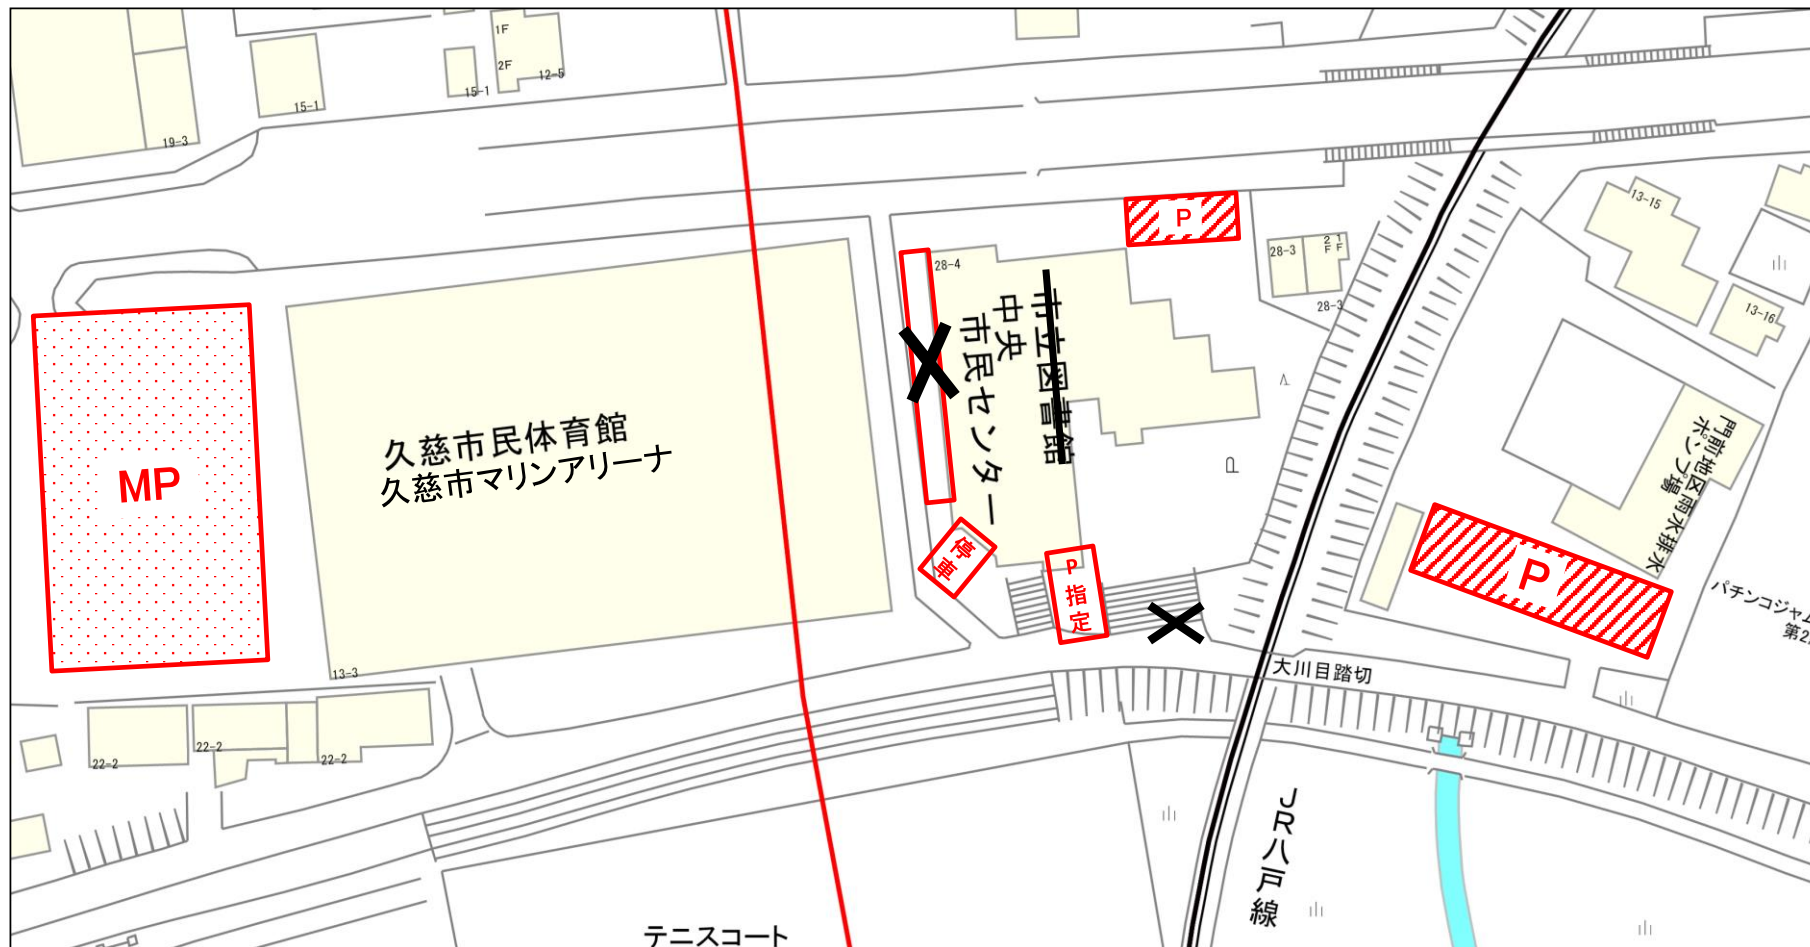 1F
2F
12-5
15-1
15-1
19-3
P
28-4
28-3
2F
1F
28-3
13-15
13-16
市立図書館
中央
市民センター
久慈市民体育館
久慈市マリンアリーナ
MP
停車
P
指
定
P
P
門前地区雨水排水
ポンプ場
パチンコジャム
第2
大川目踏切
13-3
22-2
22-2
22-2
JR八戸線
テニスコート